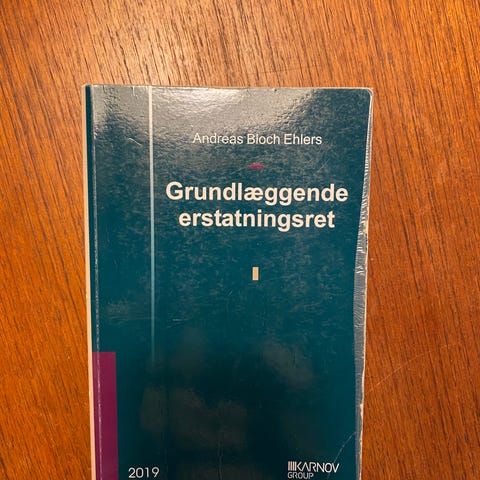 Andreas Bloch Ehlers
Grundlæggende
erstatningsret
2019
KARNOV
GROUP